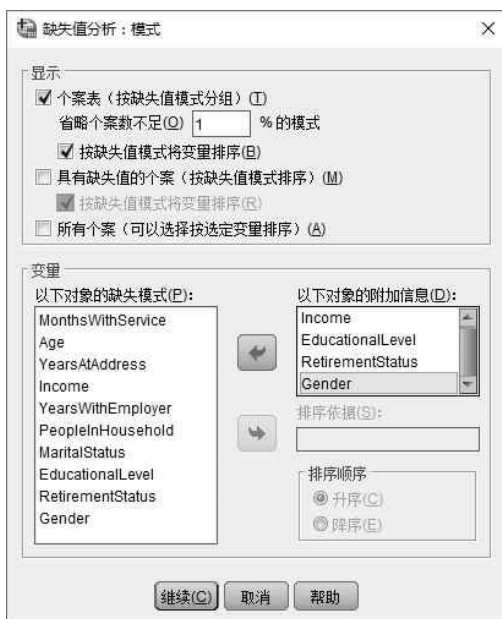 缺失值分析：模式
显示
个案表（按缺失值模式分组）(T)
省略个案数不足(O) 1 %的模式
按缺失值模式将变量排序(B)
具有缺失值的个案（按缺失值模式排序）(M)
按缺失值模式将变量排序(R)
所有个案（可以选择按选定变量排序）(A)
变量
以下对象的缺失模式(P):
MonthsWithService
Age
YearsAtAddress
Income
YearsWithEmployer
PeopleInHousehold
MaritalStatus
EducationalLevel
RetirementStatus
Gender
以下对象的附加信息(D):
Income
EducationalLevel
RetirementStatus
Gender
排序依据(S):
排序顺序
升序(C)
降序(E)
继续(C) 取消 帮助